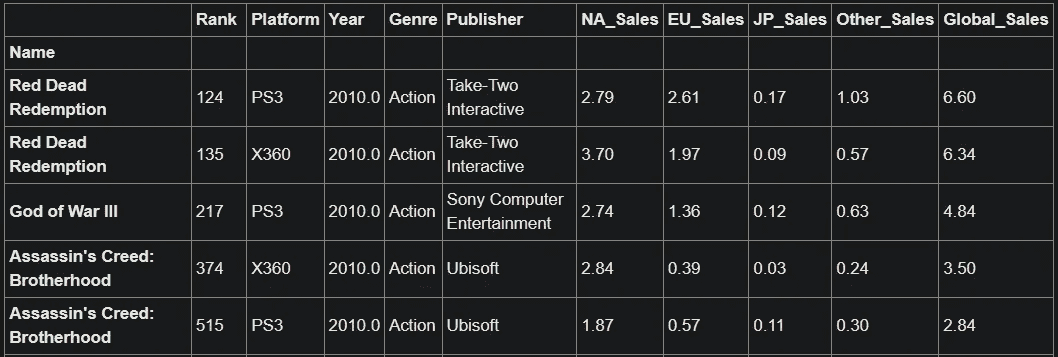 Rank Platform Year Genre Publisher NA_Sales EU_Sales JP_Sales Other_Sales Global_Sales
Name
Red Dead Redemption 124 PS3 2010.0 Action Take-Two Interactive 2.79 2.61 0.17 1.03 6.60
Red Dead Redemption 135 X360 2010.0 Action Take-Two Interactive 3.70 1.97 0.09 0.57 6.34
God of War III 217 PS3 2010.0 Action Sony Computer Entertainment 2.74 1.36 0.12 0.63 4.84
Assassin's Creed: Brotherhood 374 X360 2010.0 Action Ubisoft 2.84 0.39 0.03 0.24 3.50
Assassin's Creed: Brotherhood 515 PS3 2010.0 Action Ubisoft 1.87 0.57 0.11 0.30 2.84